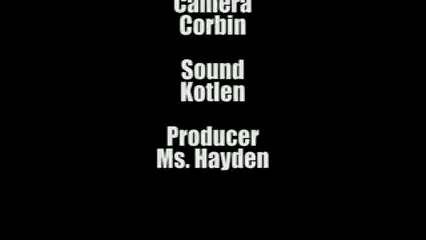 Camera
Corbin
Sound
Kotlen
Producer
Ms. Hayden